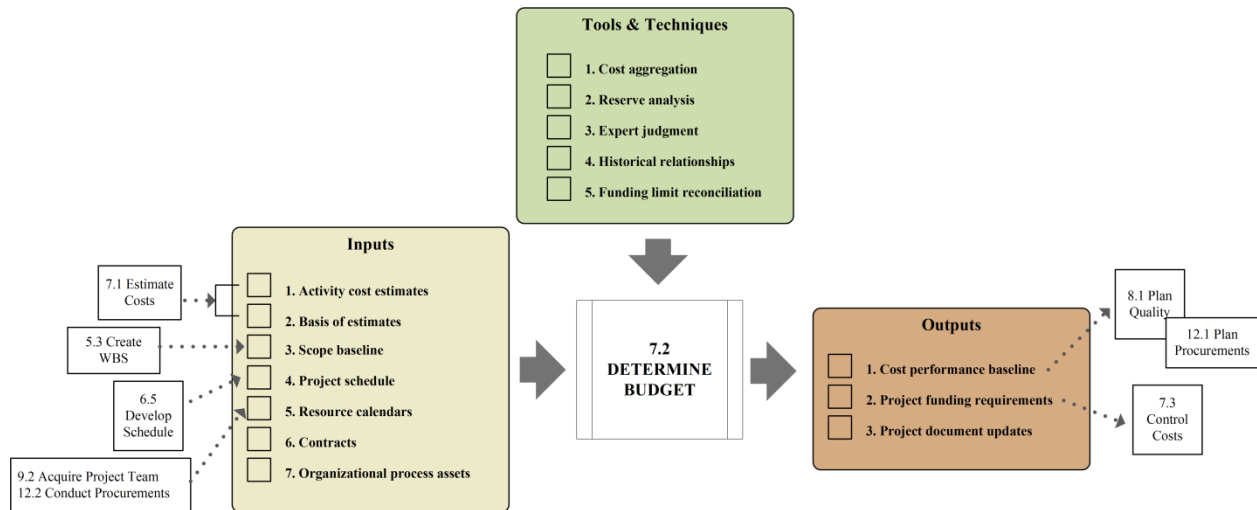 Tools & Techniques
1. Cost aggregation
2. Reserve analysis
3. Expert judgment
4. Historical relationships
5. Funding limit reconciliation
Inputs
1. Activity cost estimates
2. Basis of estimates
3. Scope baseline
4. Project schedule
5. Resource calendars
6. Contracts
7. Organizational process assets
7.1 Estimate
Costs
5.3 Create
WBS
6.5
Develop
Schedule
9.2 Acquire Project Team
12.2 Conduct Procurements
7.2
DETERMINE
BUDGET
Outputs
1. Cost performance baseline
2. Project funding requirements
3. Project document updates
8.1 Plan
Quality
12.1 Plan
Procurements
7.3
Control
Costs